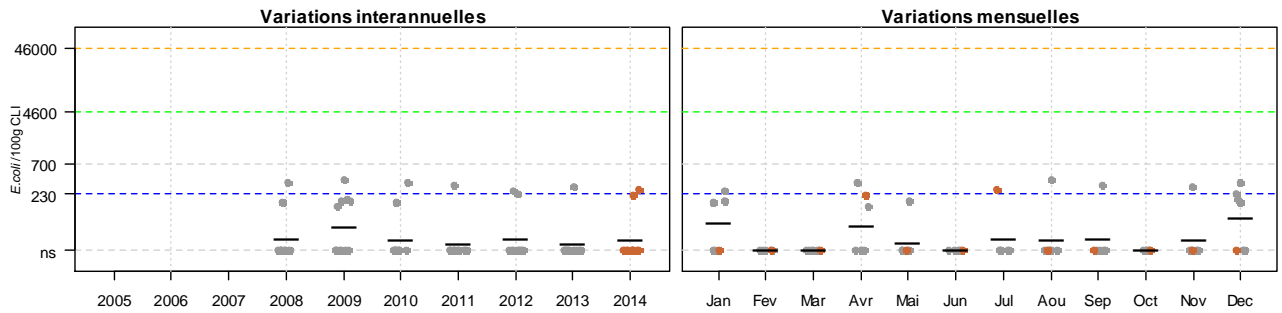 Variations interannuelles
Variations mensuelles
E.coli/100g CLI
46000
4600
700
230
ns
2005 2006 2007 2008 2009 2010 2011 2012 2013 2014
Jan Fev Mar Avr Mai Jun Jul Aou Sep Oct Nov Dec